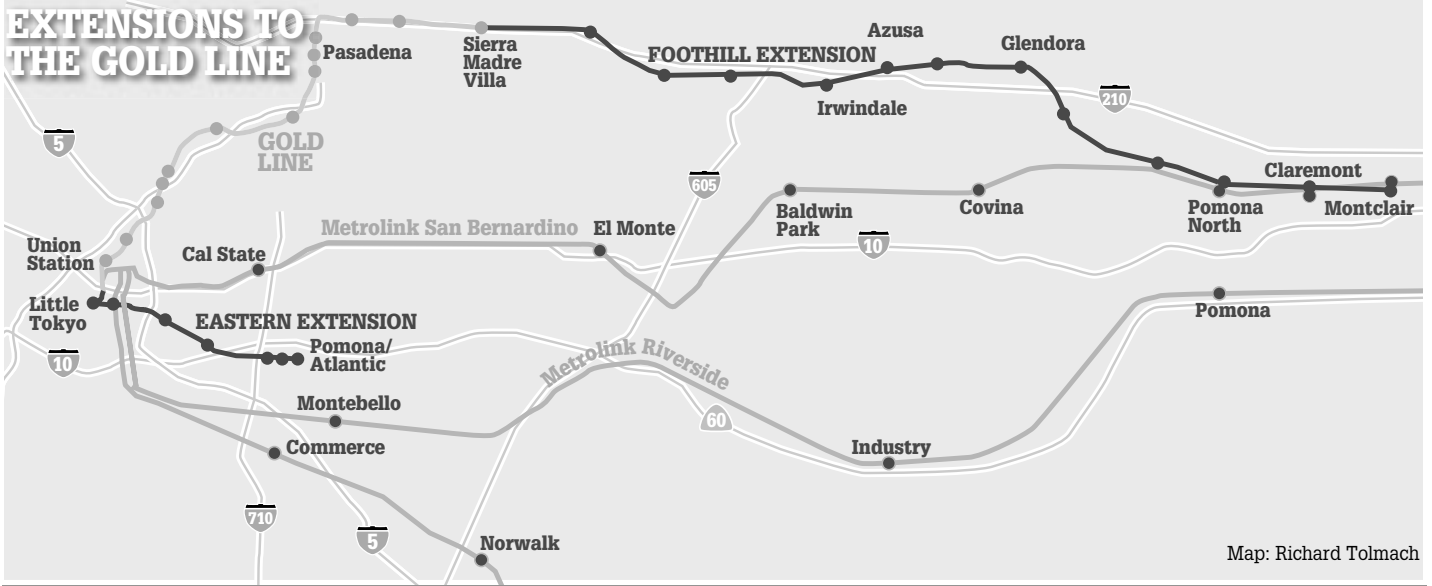 EXTENSIONS TO
THE GOLD LINE
Pasadena
Sierra
Madre
Villa
FOOTHILL EXTENSION
Azusa
Glendora
Irwindale
210
5
GOLD
LINE
605
Claremont
Baldwin
Park
Covina
Pomona
North
Montclair
Metrolink San Bernardino
El Monte
10
Union
Station
Cal State
Little
Tokyo
EASTERN EXTENSION
Pomona/
Atlantic
10
Pomona
Metrolink Riverside
Montebello
60
Commerce
Industry
710
5
Norwalk
Map: Richard Tolmach